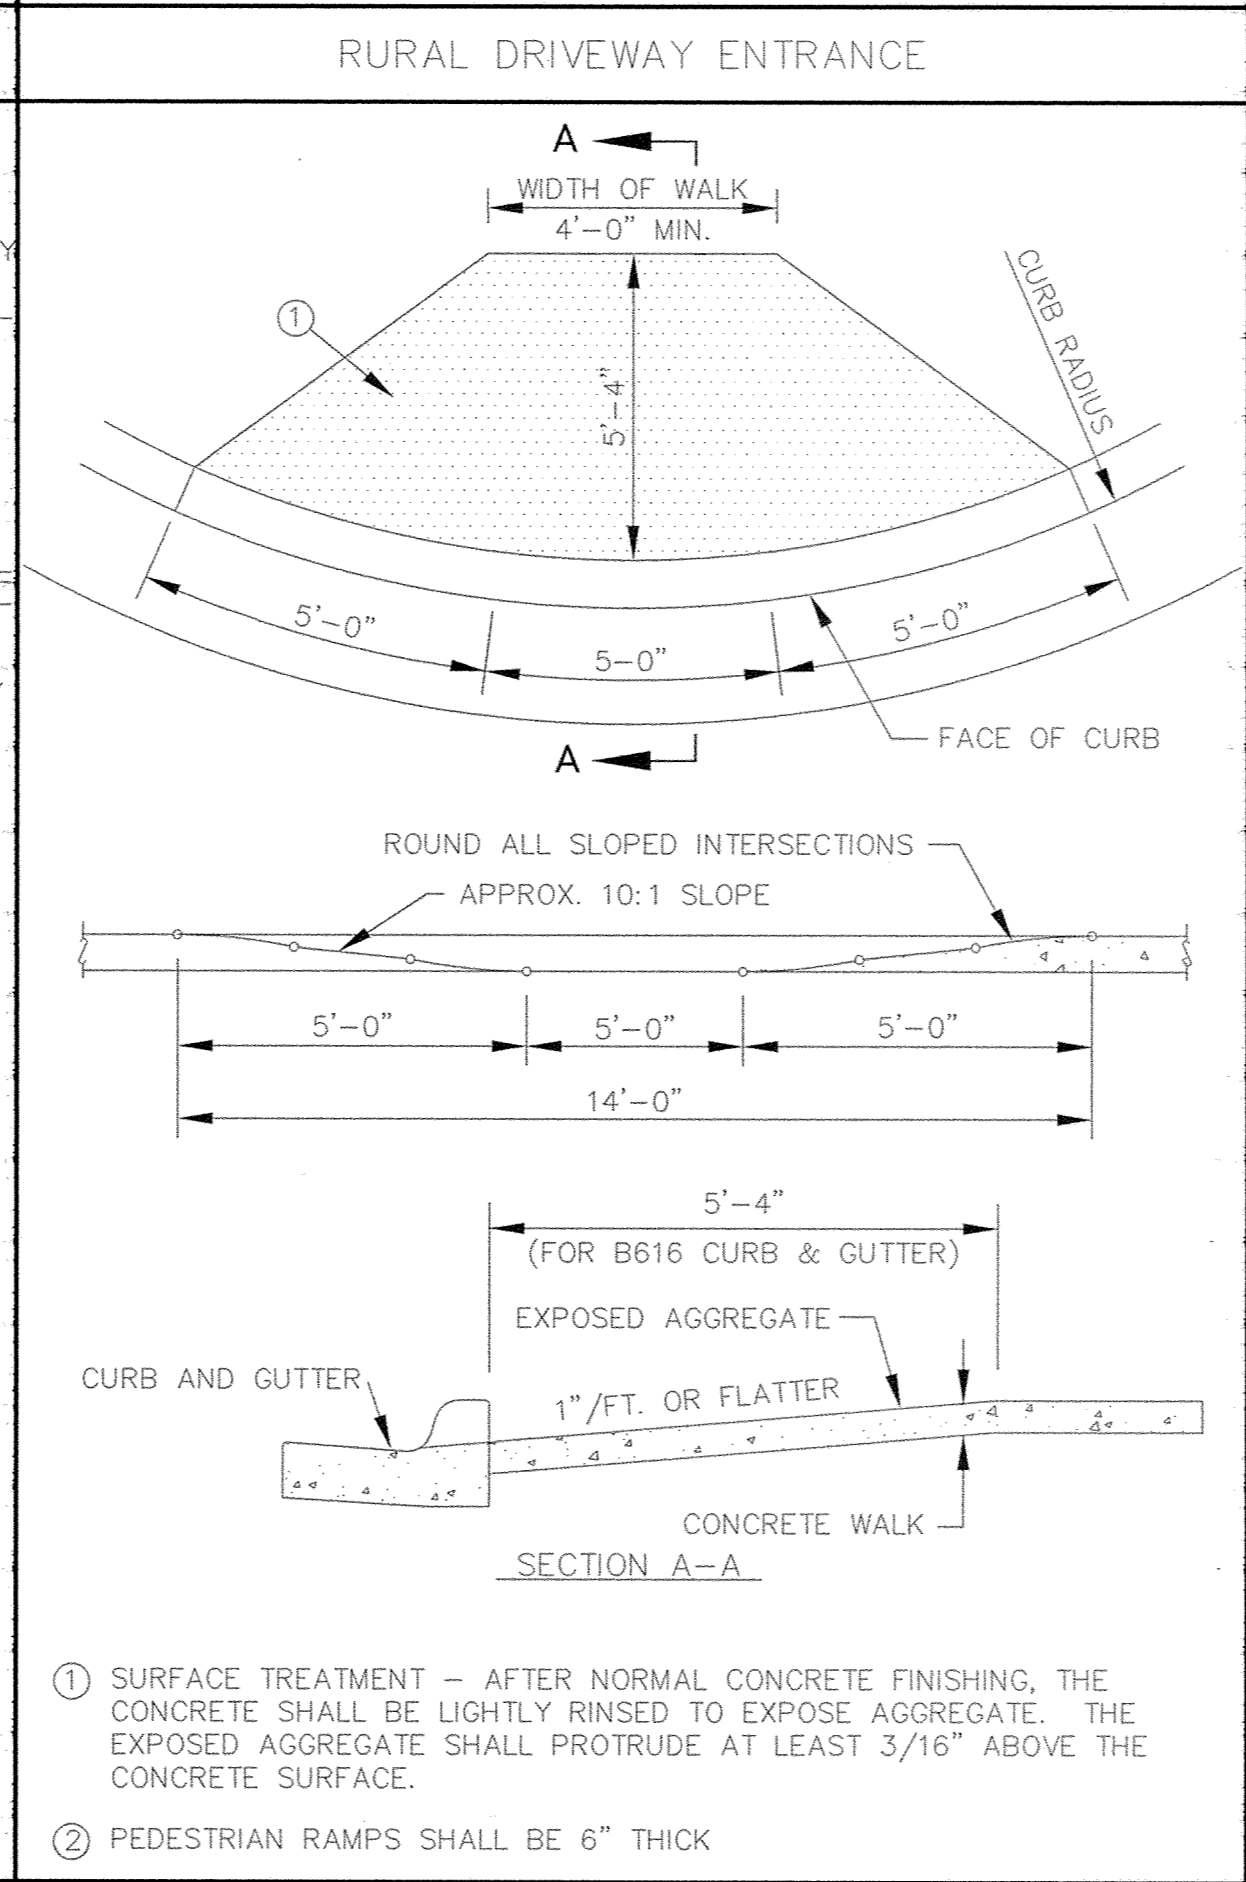 RURAL DRIVEWAY ENTRANCE
A
WIDTH OF WALK
4'-0" MIN.
1
CURB RADIUS
5'-4"
5'-0"
5-0"
5'-0"
FACE OF CURB
A
ROUND ALL SLOPED INTERSECTIONS
APPROX. 10:1 SLOPE
5'-0"
5'-0"
5'-0"
14'-0"
5'-4"
(FOR B616 CURB & GUTTER)
EXPOSED AGGREGATE
CURB AND GUTTER
1"/FT. OR FLATTER
CONCRETE WALK
SECTION A-A
1 SURFACE TREATMENT - AFTER NORMAL CONCRETE FINISHING, THE
CONCRETE SHALL BE LIGHTLY RINSED TO EXPOSE AGGREGATE. THE
EXPOSED AGGREGATE SHALL PROTRUDE AT LEAST 3/16" ABOVE THE
CONCRETE SURFACE.
2 PEDESTRIAN RAMPS SHALL BE 6" THICK